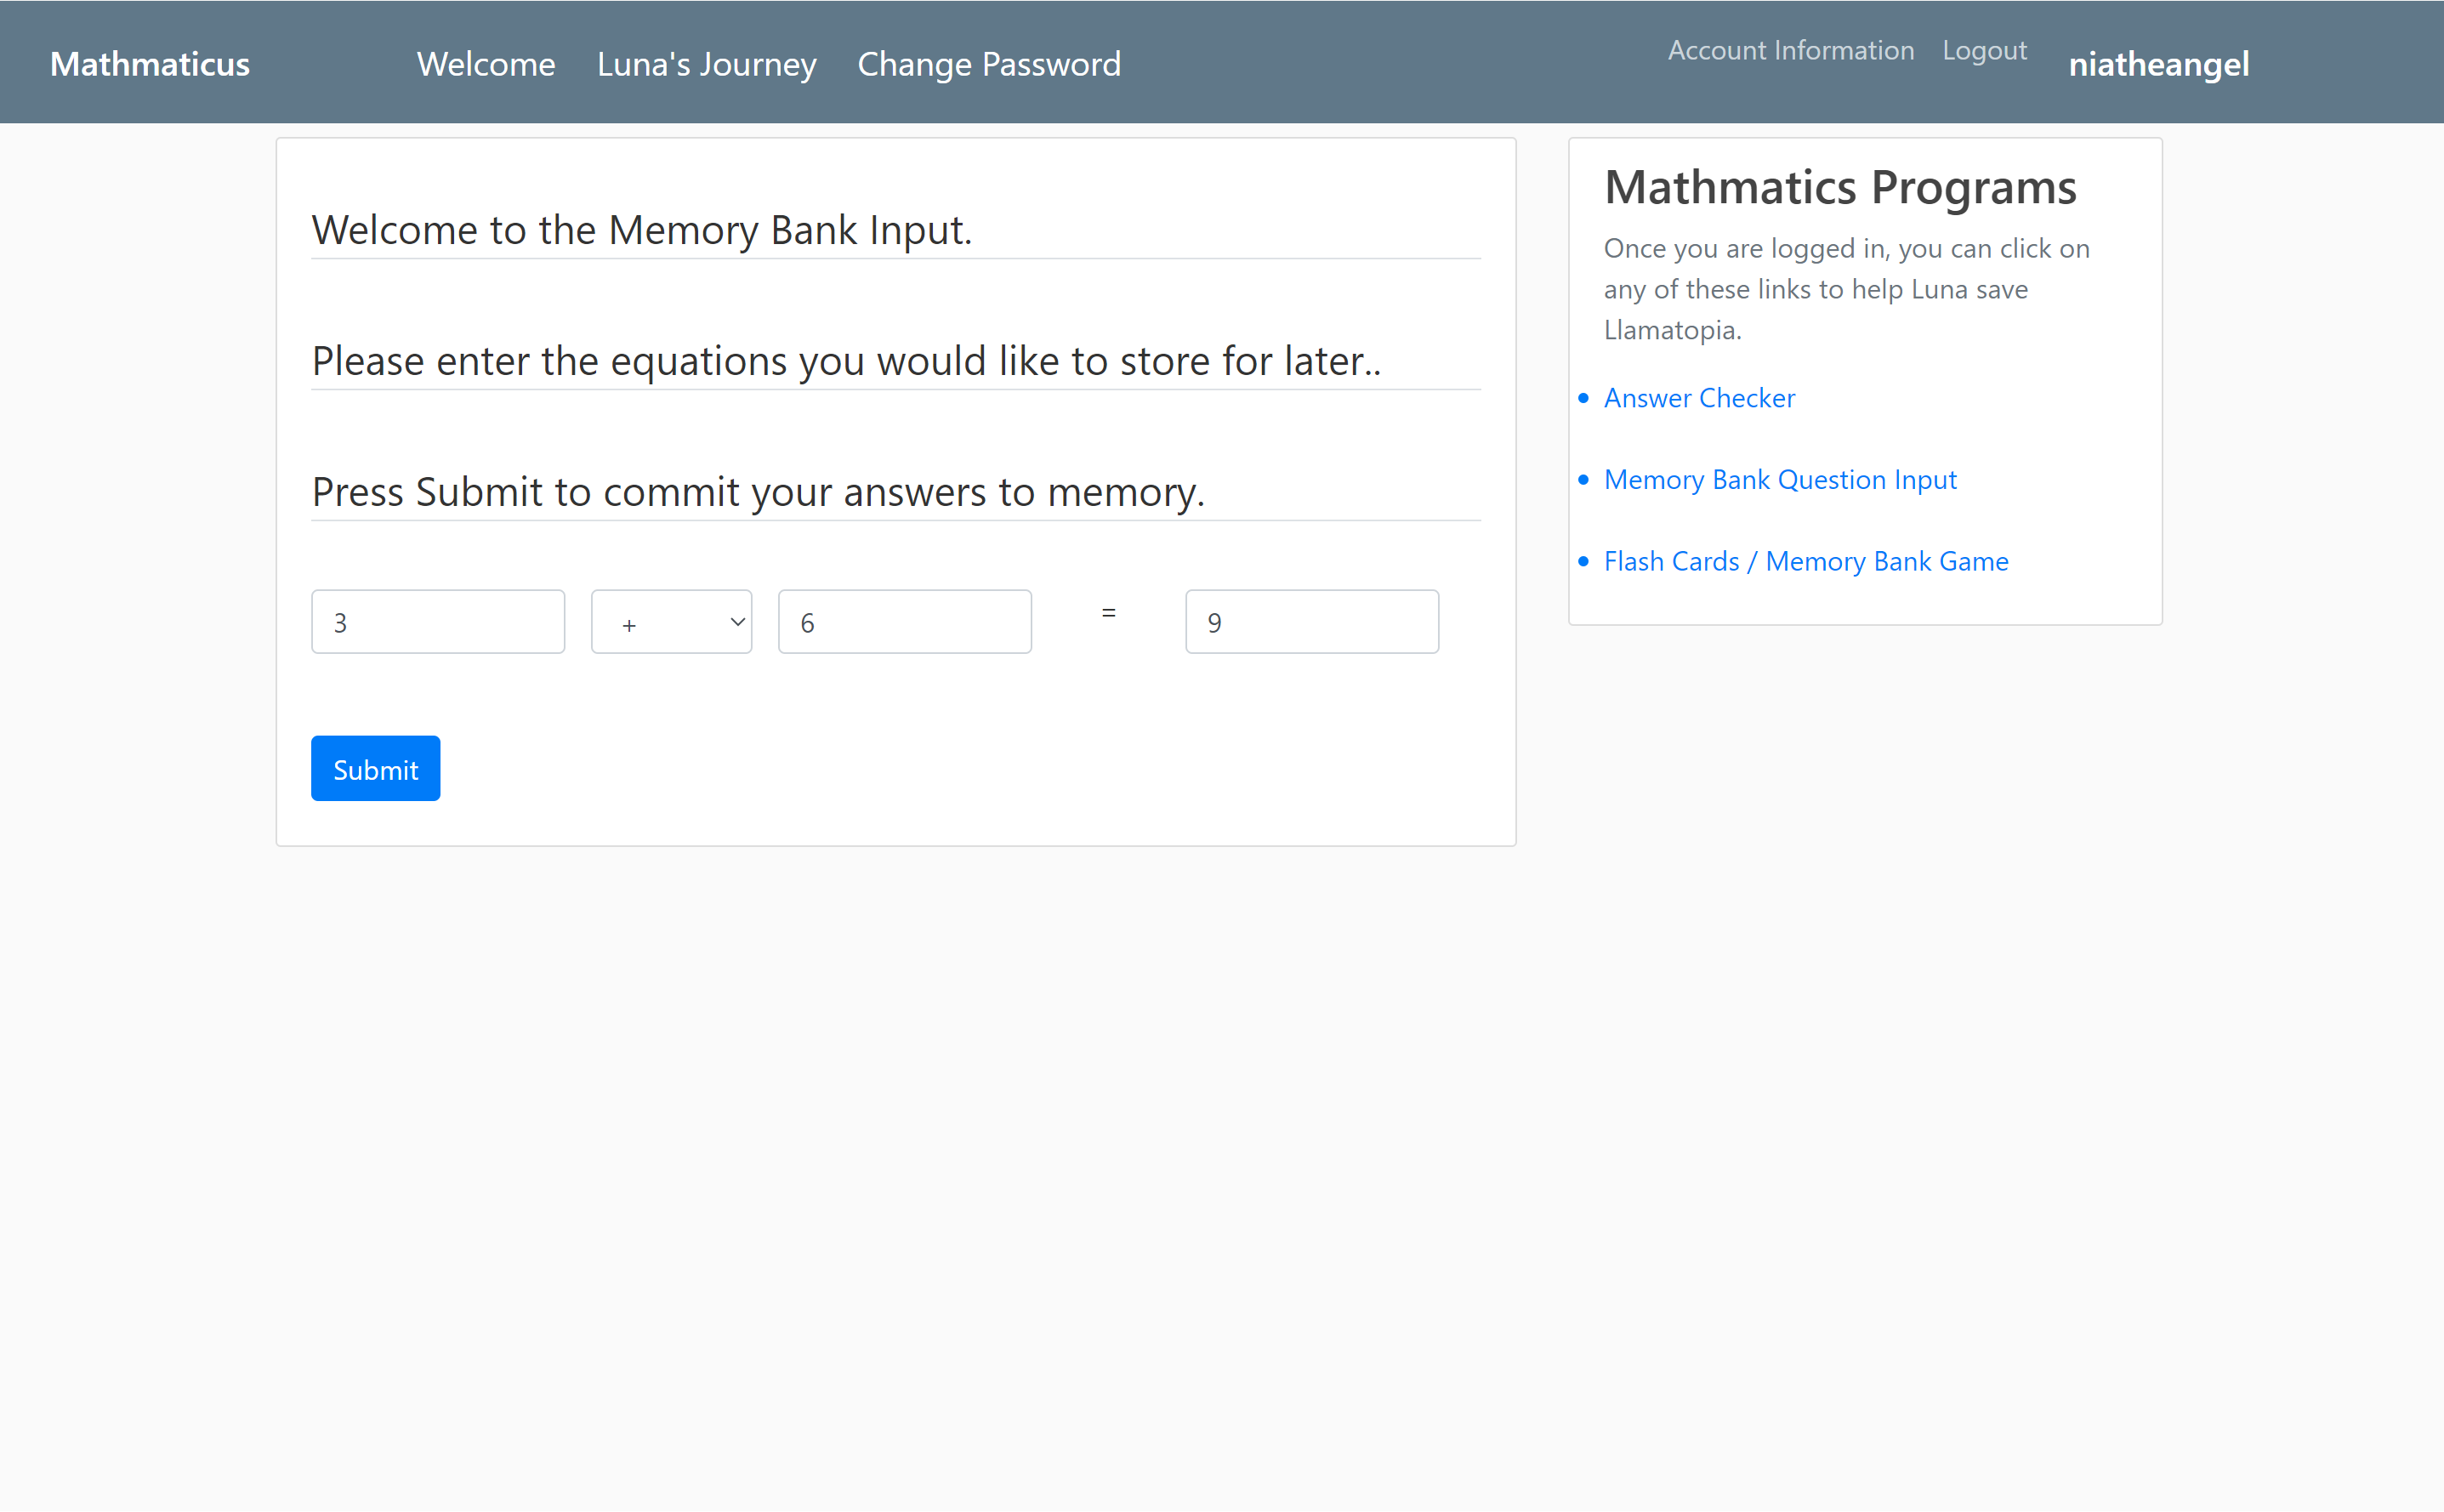 Mathmaticus Welcome Luna's Journey Change Password Account Information Logout niatheangel
Welcome to the Memory Bank Input.
Please enter the equations you would like to store for later..
Press Submit to commit your answers to memory.
3 + 6 = 9
Submit
Mathmatics Programs
Once you are logged in, you can click on
any of these links to help Luna save
Llamatopia.
Answer Checker
Memory Bank Question Input
Flash Cards / Memory Bank Game